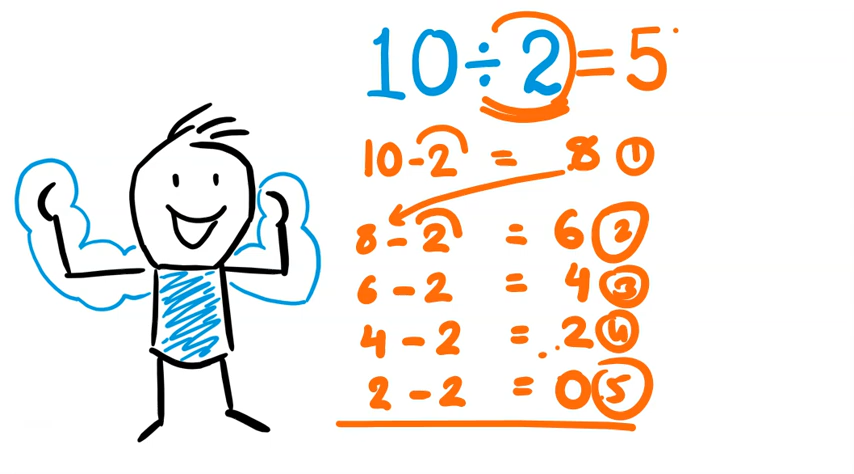 10 ÷ 2 = 5
10 - 2 = 8 1
8 - 2 = 6 2
6 - 2 = 4 3
4 - 2 = 2 4
2 - 2 = 0 5